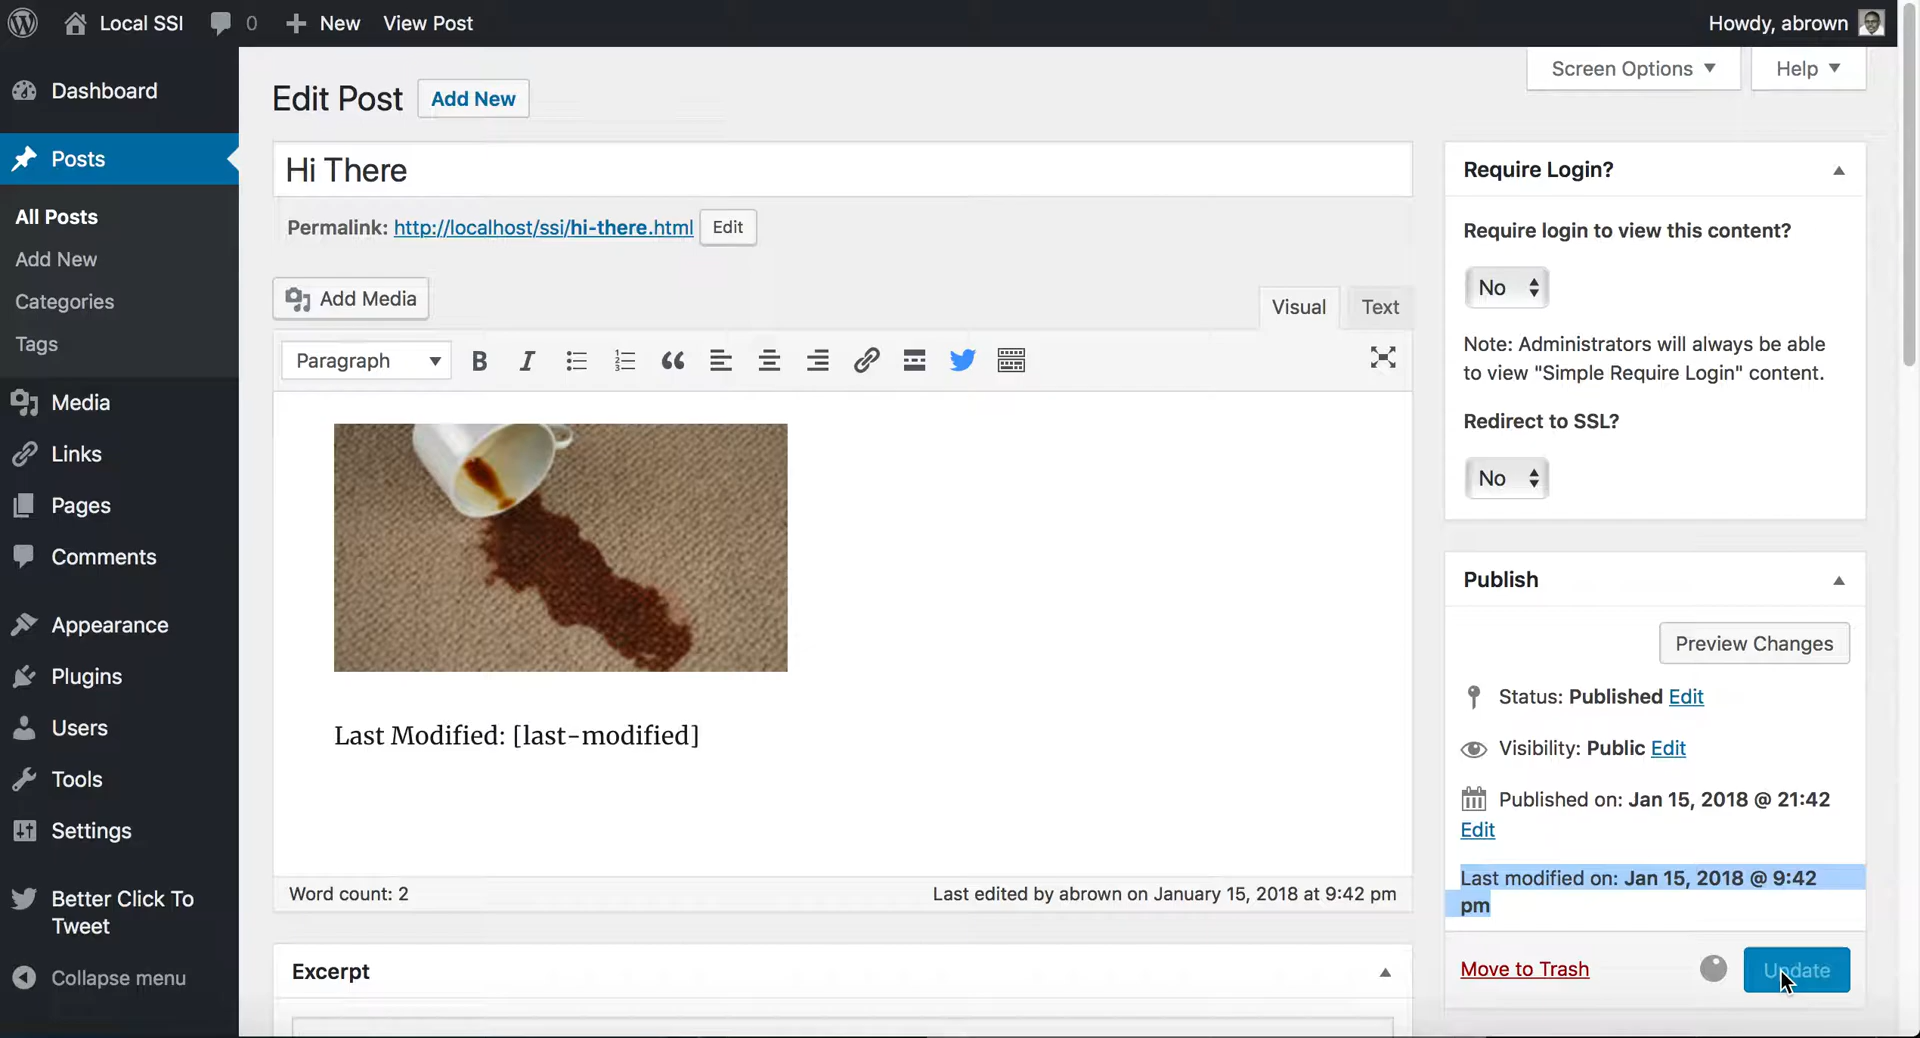 Local SSI
0
New
View Post
Howdy, abrown
Dashboard
Posts
All Posts
Add New
Categories
Tags
Media
Links
Pages
Comments
Appearance
Plugins
Users
Tools
Settings
Better Click To
Tweet
Collapse menu
Screen Options
Help
Edit Post
Add New
Hi There
Permalink: http://localhost/ssi/hi-there.html
Edit
Add Media
Visual
Text
Paragraph
Last Modified: [last-modified]
Word count: 2
Last edited by abrown on January 15, 2018 at 9:42 pm
Excerpt
Require Login?
Require login to view this content?
No
Note: Administrators will always be able
to view "Simple Require Login" content.
Redirect to SSL?
No
Publish
Preview Changes
Status: Published Edit
Visibility: Public Edit
Published on: Jan 15, 2018 @ 21:42
Edit
Last modified on: Jan 15, 2018 @ 9:42
pm
Move to Trash
Update